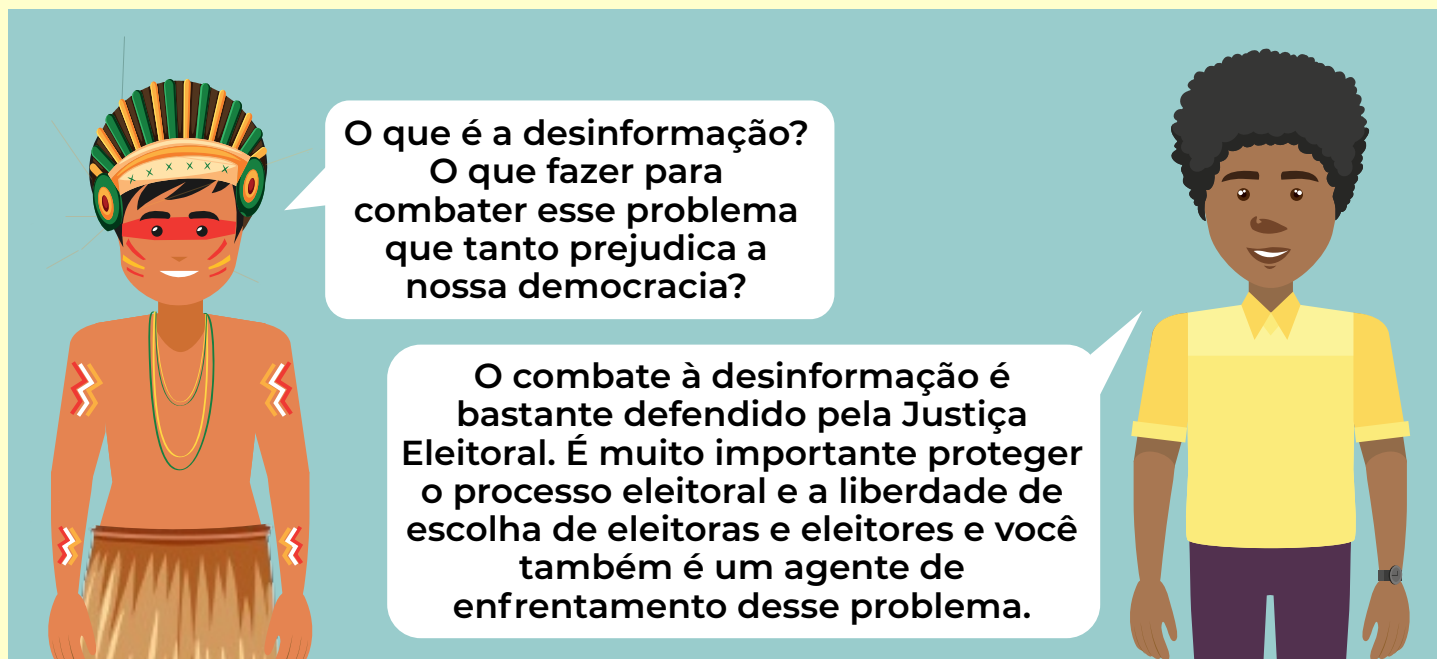 O que é a desinformação?
O que fazer para
combater esse problema
que tanto prejudica a
nossa democracia?
O combate à desinformação é
bastante defendido pela Justiça
Eleitoral. É muito importante proteger
o processo eleitoral e a liberdade de
escolha de eleitoras e eleitores e você
também é um agente de
enfrentamento desse problema.